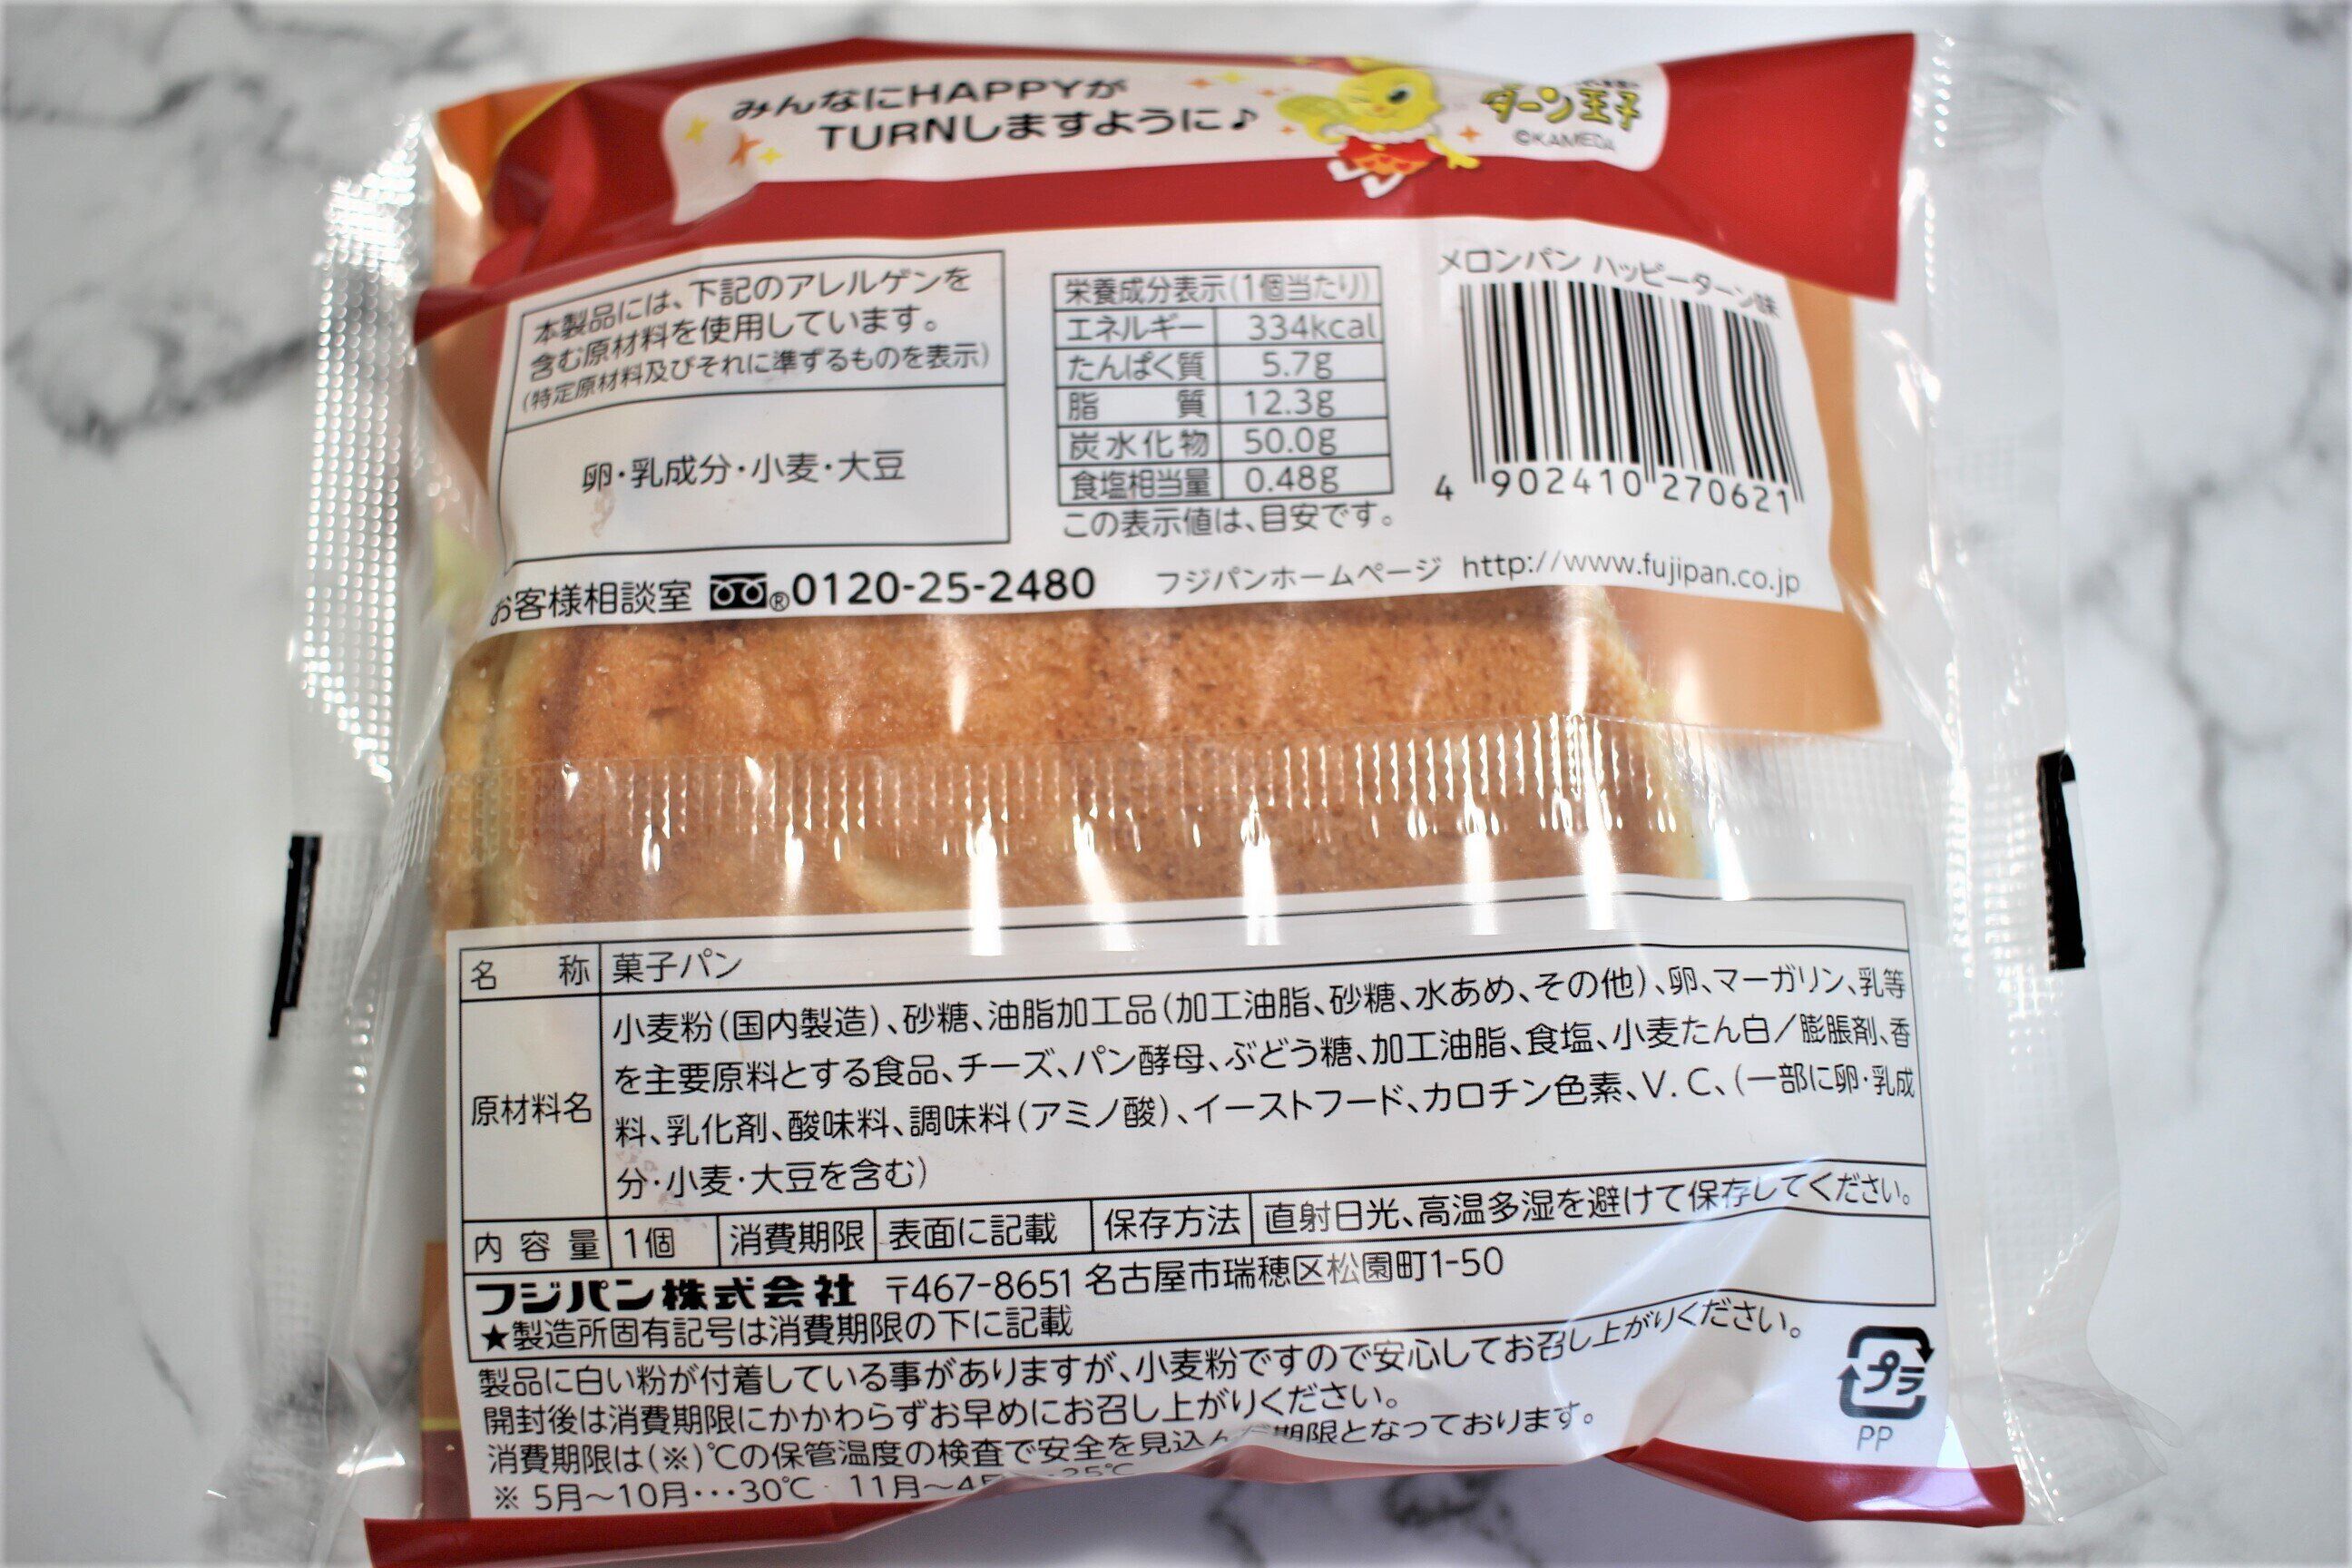 みんなにHAPPYが
TURNしますように♪
ターン王子
©KAMEDA
本製品には、下記のアレルゲンを
含む原材料を使用しています。
(特定原材料及びそれに準ずるものを表示)
卵・乳成分・小麦・大豆
栄養成分表示(1個当たり)
エネルギー 334kcal
たんぱく質 5.7g
脂質 12.3g
炭水化物 50.0g
食塩相当量 0.48g
この表示値は、目安です。
メロンパン ハッピーターン味
4 902410 270621
お客様相談室 ®0120-25-2480
フジパンホームページ http://www.fujipan.co.jp
名称 菓子パン
原材料名
小麦粉(国内製造)、砂糖、油脂加工品(加工油脂、砂糖、水あめ、その他)、卵、マーガリン、乳等
を主要原料とする食品、チーズ、パン酵母、ぶどう糖、加工油脂、食塩、小麦たん白/膨脹剤、香
料、乳化剤、酸味料、調味料(アミノ酸)、イーストフード、カロチン色素、V.C、(一部に卵・乳成
分・小麦・大豆を含む)
内容量 1個 消費期限 表面に記載 保存方法 直射日光、高温多湿を避けて保存してください。
フジパン株式会社 〒467-8651 名古屋市瑞穂区松園町1-50
★製造所固有記号は消費期限の下に記載
製品に白い粉が付着している事がありますが、小麦粉ですので安心してお召し上がりください。
開封後は消費期限にかかわらずお早めにお召し上がりください。
消費期限は(※)℃の保管温度の検査で安全を見込ん 期限となっております。
※ 5月～10月・・・30℃ 11月～4 25℃
プラ
PP